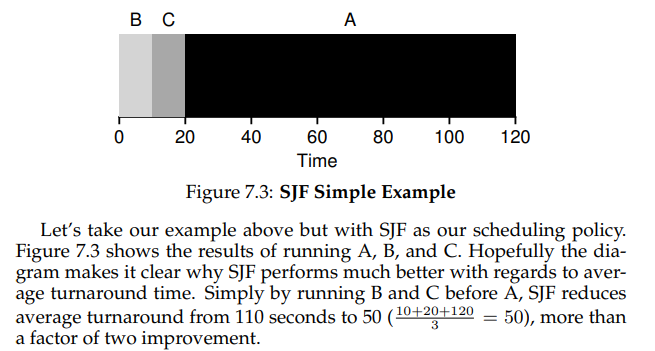 B C A
0 20 40 60 80 100 120
Time
Figure 7.3: SJF Simple Example
Let's take our example above but with SJF as our scheduling policy.
Figure 7.3 shows the results of running A, B, and C. Hopefully the dia-
gram makes it clear why SJF performs much better with regards to aver-
age turnaround time. Simply by running B and C before A, SJF reduces
average turnaround from 110 seconds to 50 (\frac{10+20+120}{3} = 50), more than
a factor of two improvement.